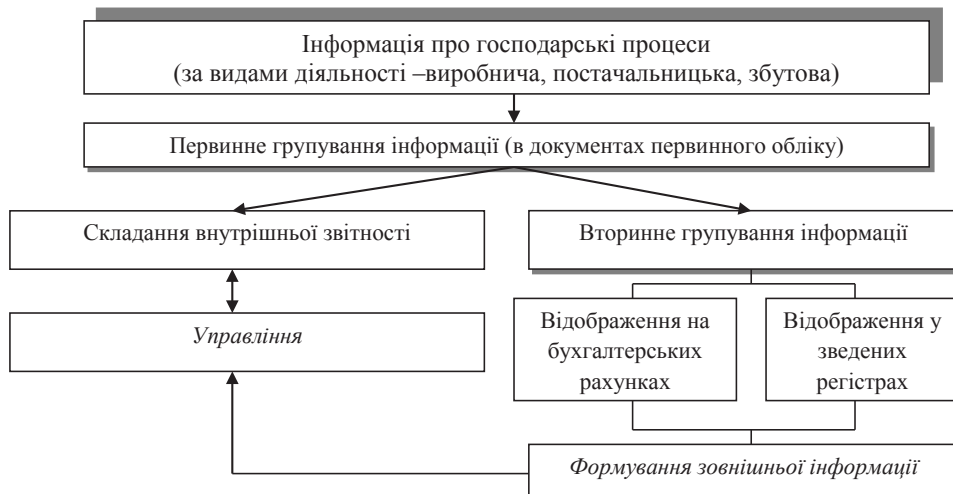 Інформація про господарські процеси
(за видами діяльності –виробнича, постачальницька, збутова)
Первинне групування інформації (в документах первинного обліку)
Складання внутрішньої звітності
Вторинне групування інформації
Управління
Відображення на
бухгалтерських
рахунках
Відображення у
зведених
регістрах
Формування зовнішньої інформації